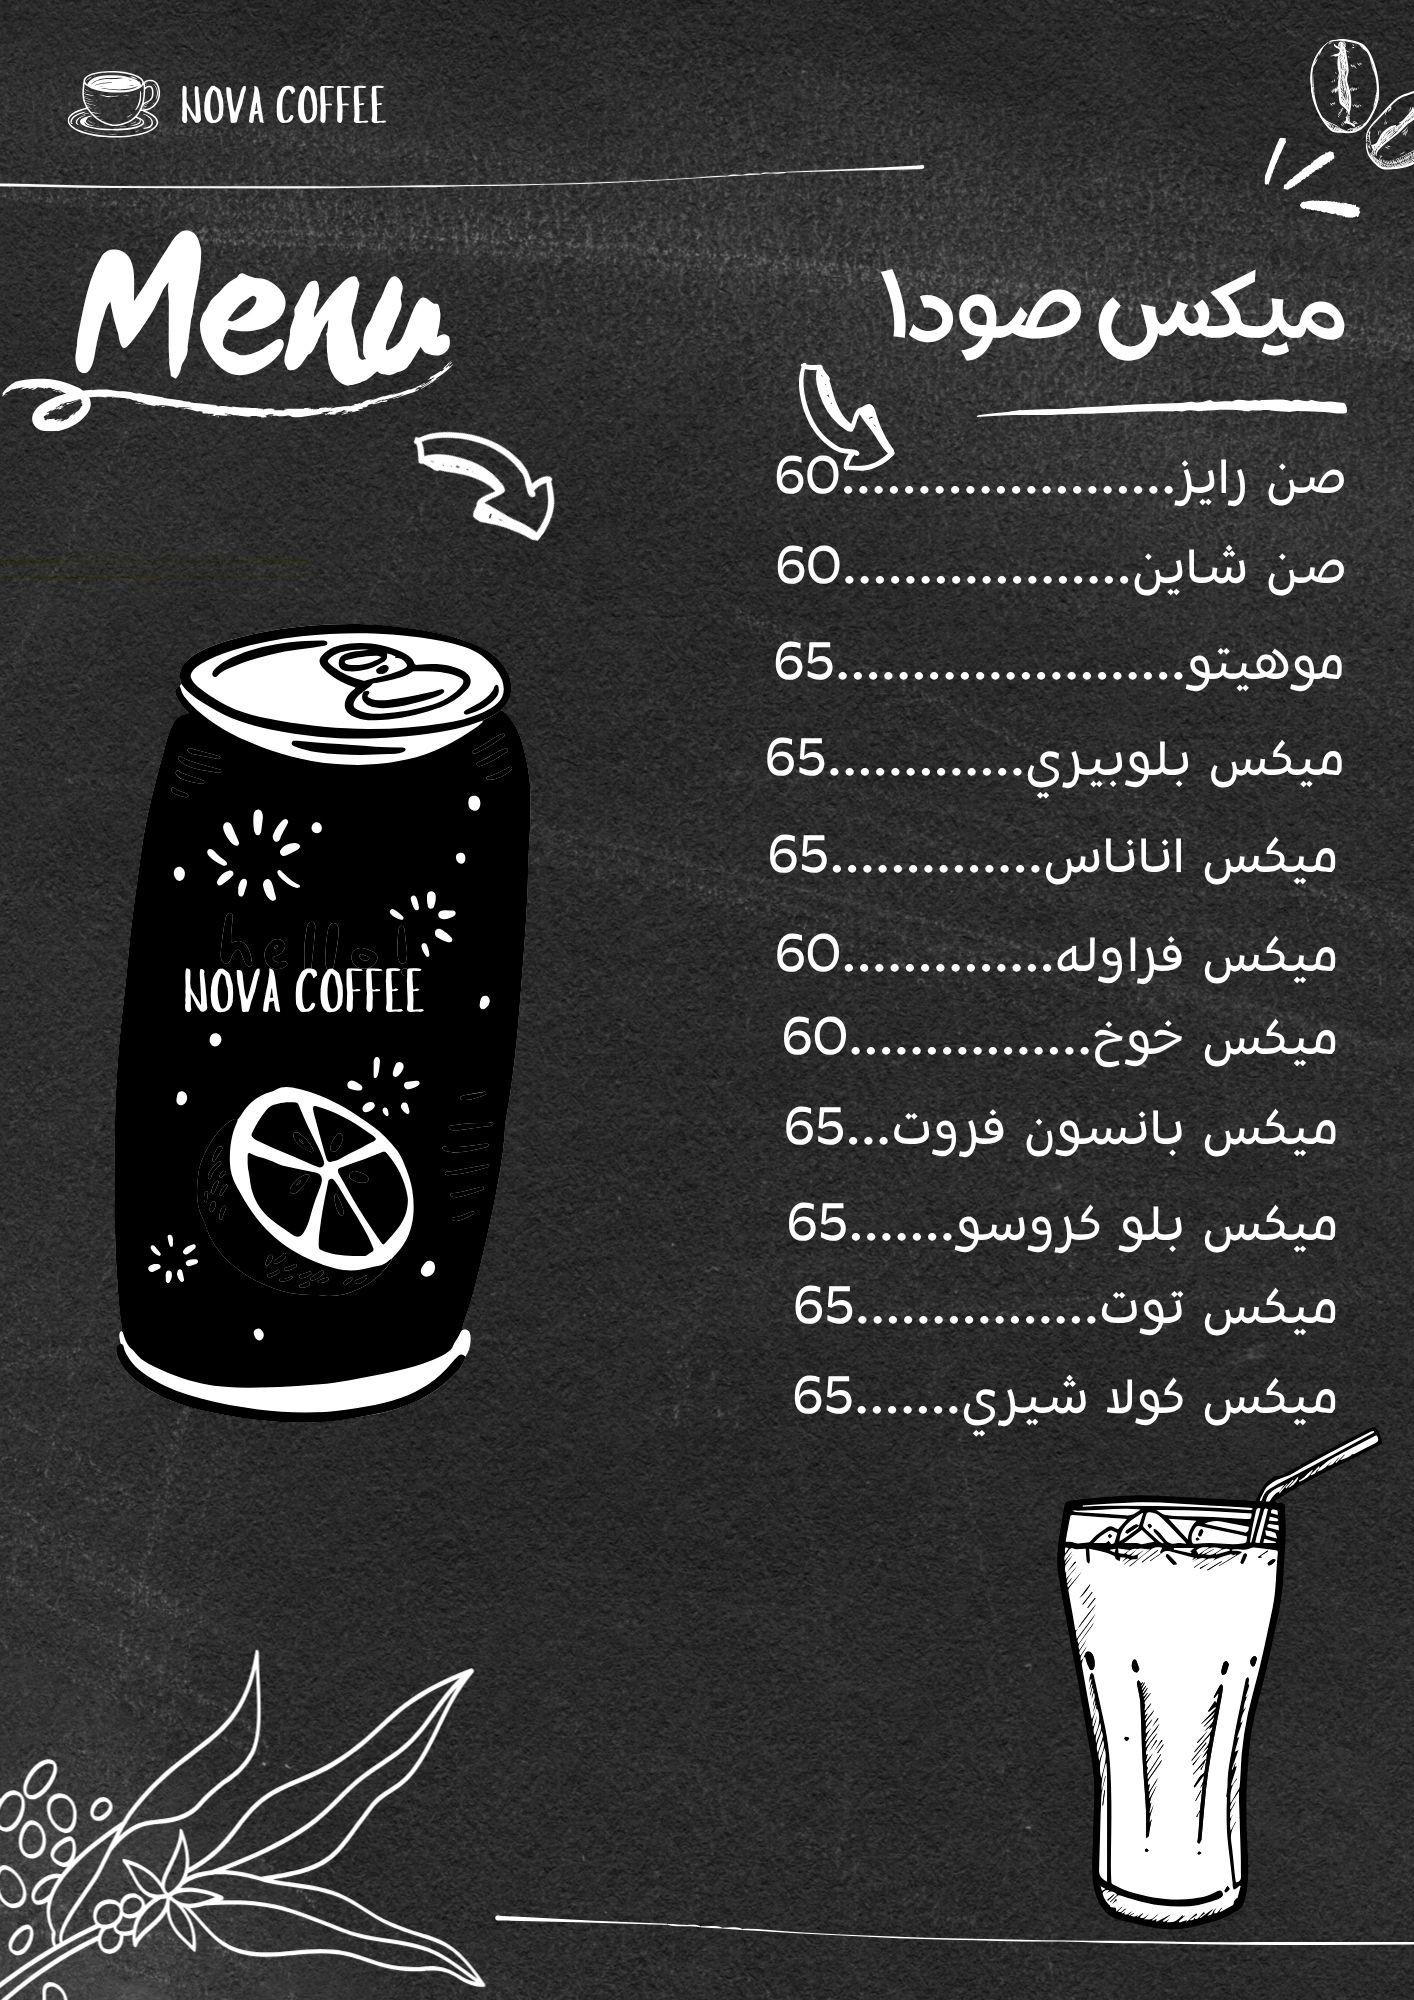 NOVA COFFEE
Menu
ميكس صودا
صن رايز......................60
صن شاين...................60
موهيتو.......................65
ميكس بلوبيري.............65
ميكس اناناس..............65
ميكس فراوله..............60
ميكس خوخ................60
ميكس بانسون فروت...65
ميكس بلو كروسو.......65
ميكس توت................65
ميكس كولا شيري.......65
hello!
NOVA COFFEE